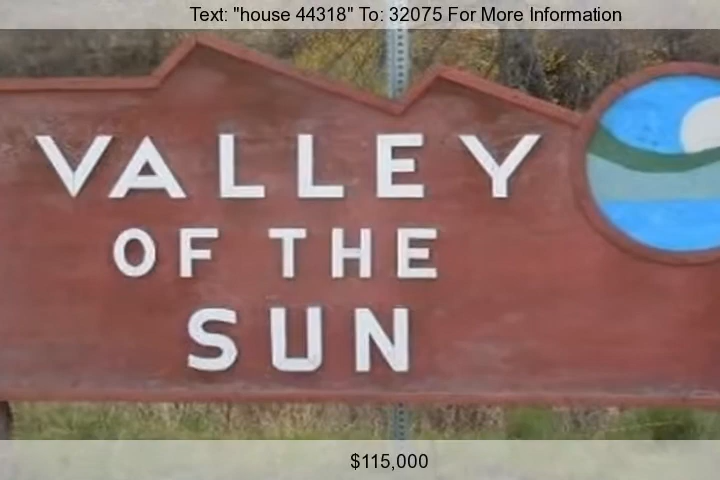 Text: "house 44318" To: 32075 For More Information
VALLEY
OF THE
SUN
$115,000